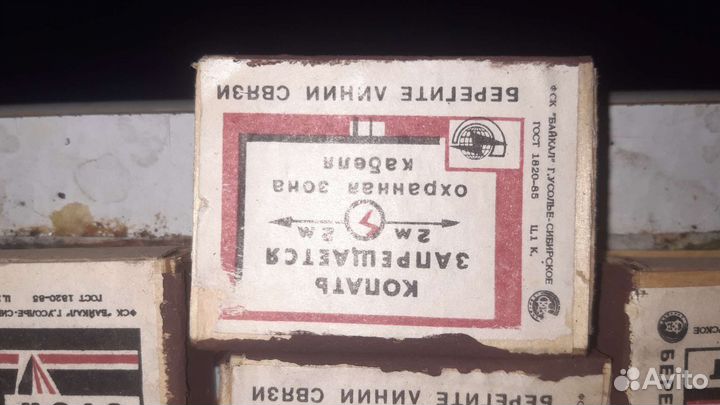 КОПАТЬ
ЗАПРЕЩАЕТСЯ
2м 2м
охранная зона
кабеля
БЕРЕГИТЕ ЛИНИИ СВЯЗИ
ФСК "БАЙКАЛ" Г.УСОЛЬЕ-СИБИРСКОЕ
ГОСТ 1820-85 Ц.1 К.
ФСК "БАЙКАЛ" Г.УСОЛЬЕ-СИБ
ГОСТ 1820-85 Ц.
БЕРЕГИТЕ ЛИНИИ СВЯЗИ
Avito